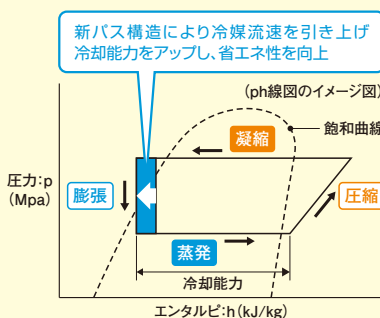 新パス構造により冷媒流速を引き上げ
冷却能力をアップし、省エネ性を向上
(ph線図のイメージ図)
飽和曲線
凝縮
圧力:p
(Mpa)
膨張
圧縮
蒸発
冷却能力
エンタルピ:h(kJ/kg)